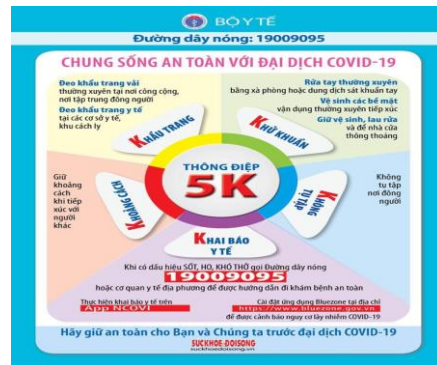 BỘ Y TẾ
Đường dây nóng: 19009095
CHUNG SỐNG AN TOÀN VỚI ĐẠI DỊCH COVID-19
Đeo khẩu trang vải
thường xuyên tại nơi công cộng,
nơi tập trung đông người
Đeo khẩu trang y tế
tại các cơ sở y tế,
khu cách ly
Rửa tay thường xuyên
bằng xà phòng hoặc dung dịch sát khuẩn tay
Vệ sinh các bề mặt
vận dụng thường xuyên tiếp xúc
Giữ vệ sinh, lau rửa
và để nhà cửa
thông thoáng
KHẨU TRANG
KHỬ KHUẨN
THÔNG ĐIỆP
5K
Giữ
khoảng
cách
khi tiếp
xúc với
người
khác
KHOẢNG CÁCH
KHÔNG
TỤ TẬP
Không
tụ tập
nơi đông
người
KHAI BÁO
Y TẾ
Khi có dấu hiệu SỐT, HO, KHÓ THỞ gọi Đường dây nóng
19009095
hoặc cơ quan y tế địa phương để được hướng dẫn đi khám bệnh an toàn
Thực hiện khai báo y tế trên
App NCOVI
Cài đặt ứng dụng Bluezone tại địa chỉ
https://www.bluezone.gov.vn
để được cảnh báo nguy cơ lây nhiễm COVID-19
Hãy giữ an toàn cho Bạn và Chúng ta trước đại dịch COVID-19
SUCKHOE-DOISONG
suckhoedoisong.vn